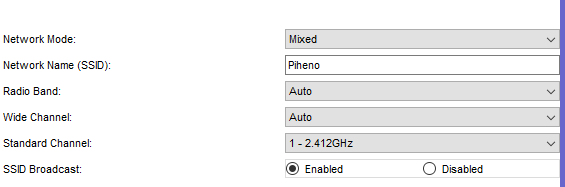 Network Mode: Mixed
Network Name (SSID): Piheno
Radio Band: Auto
Wide Channel: Auto
Standard Channel: 1 - 2.412GHz
SSID Broadcast: Enabled Disabled